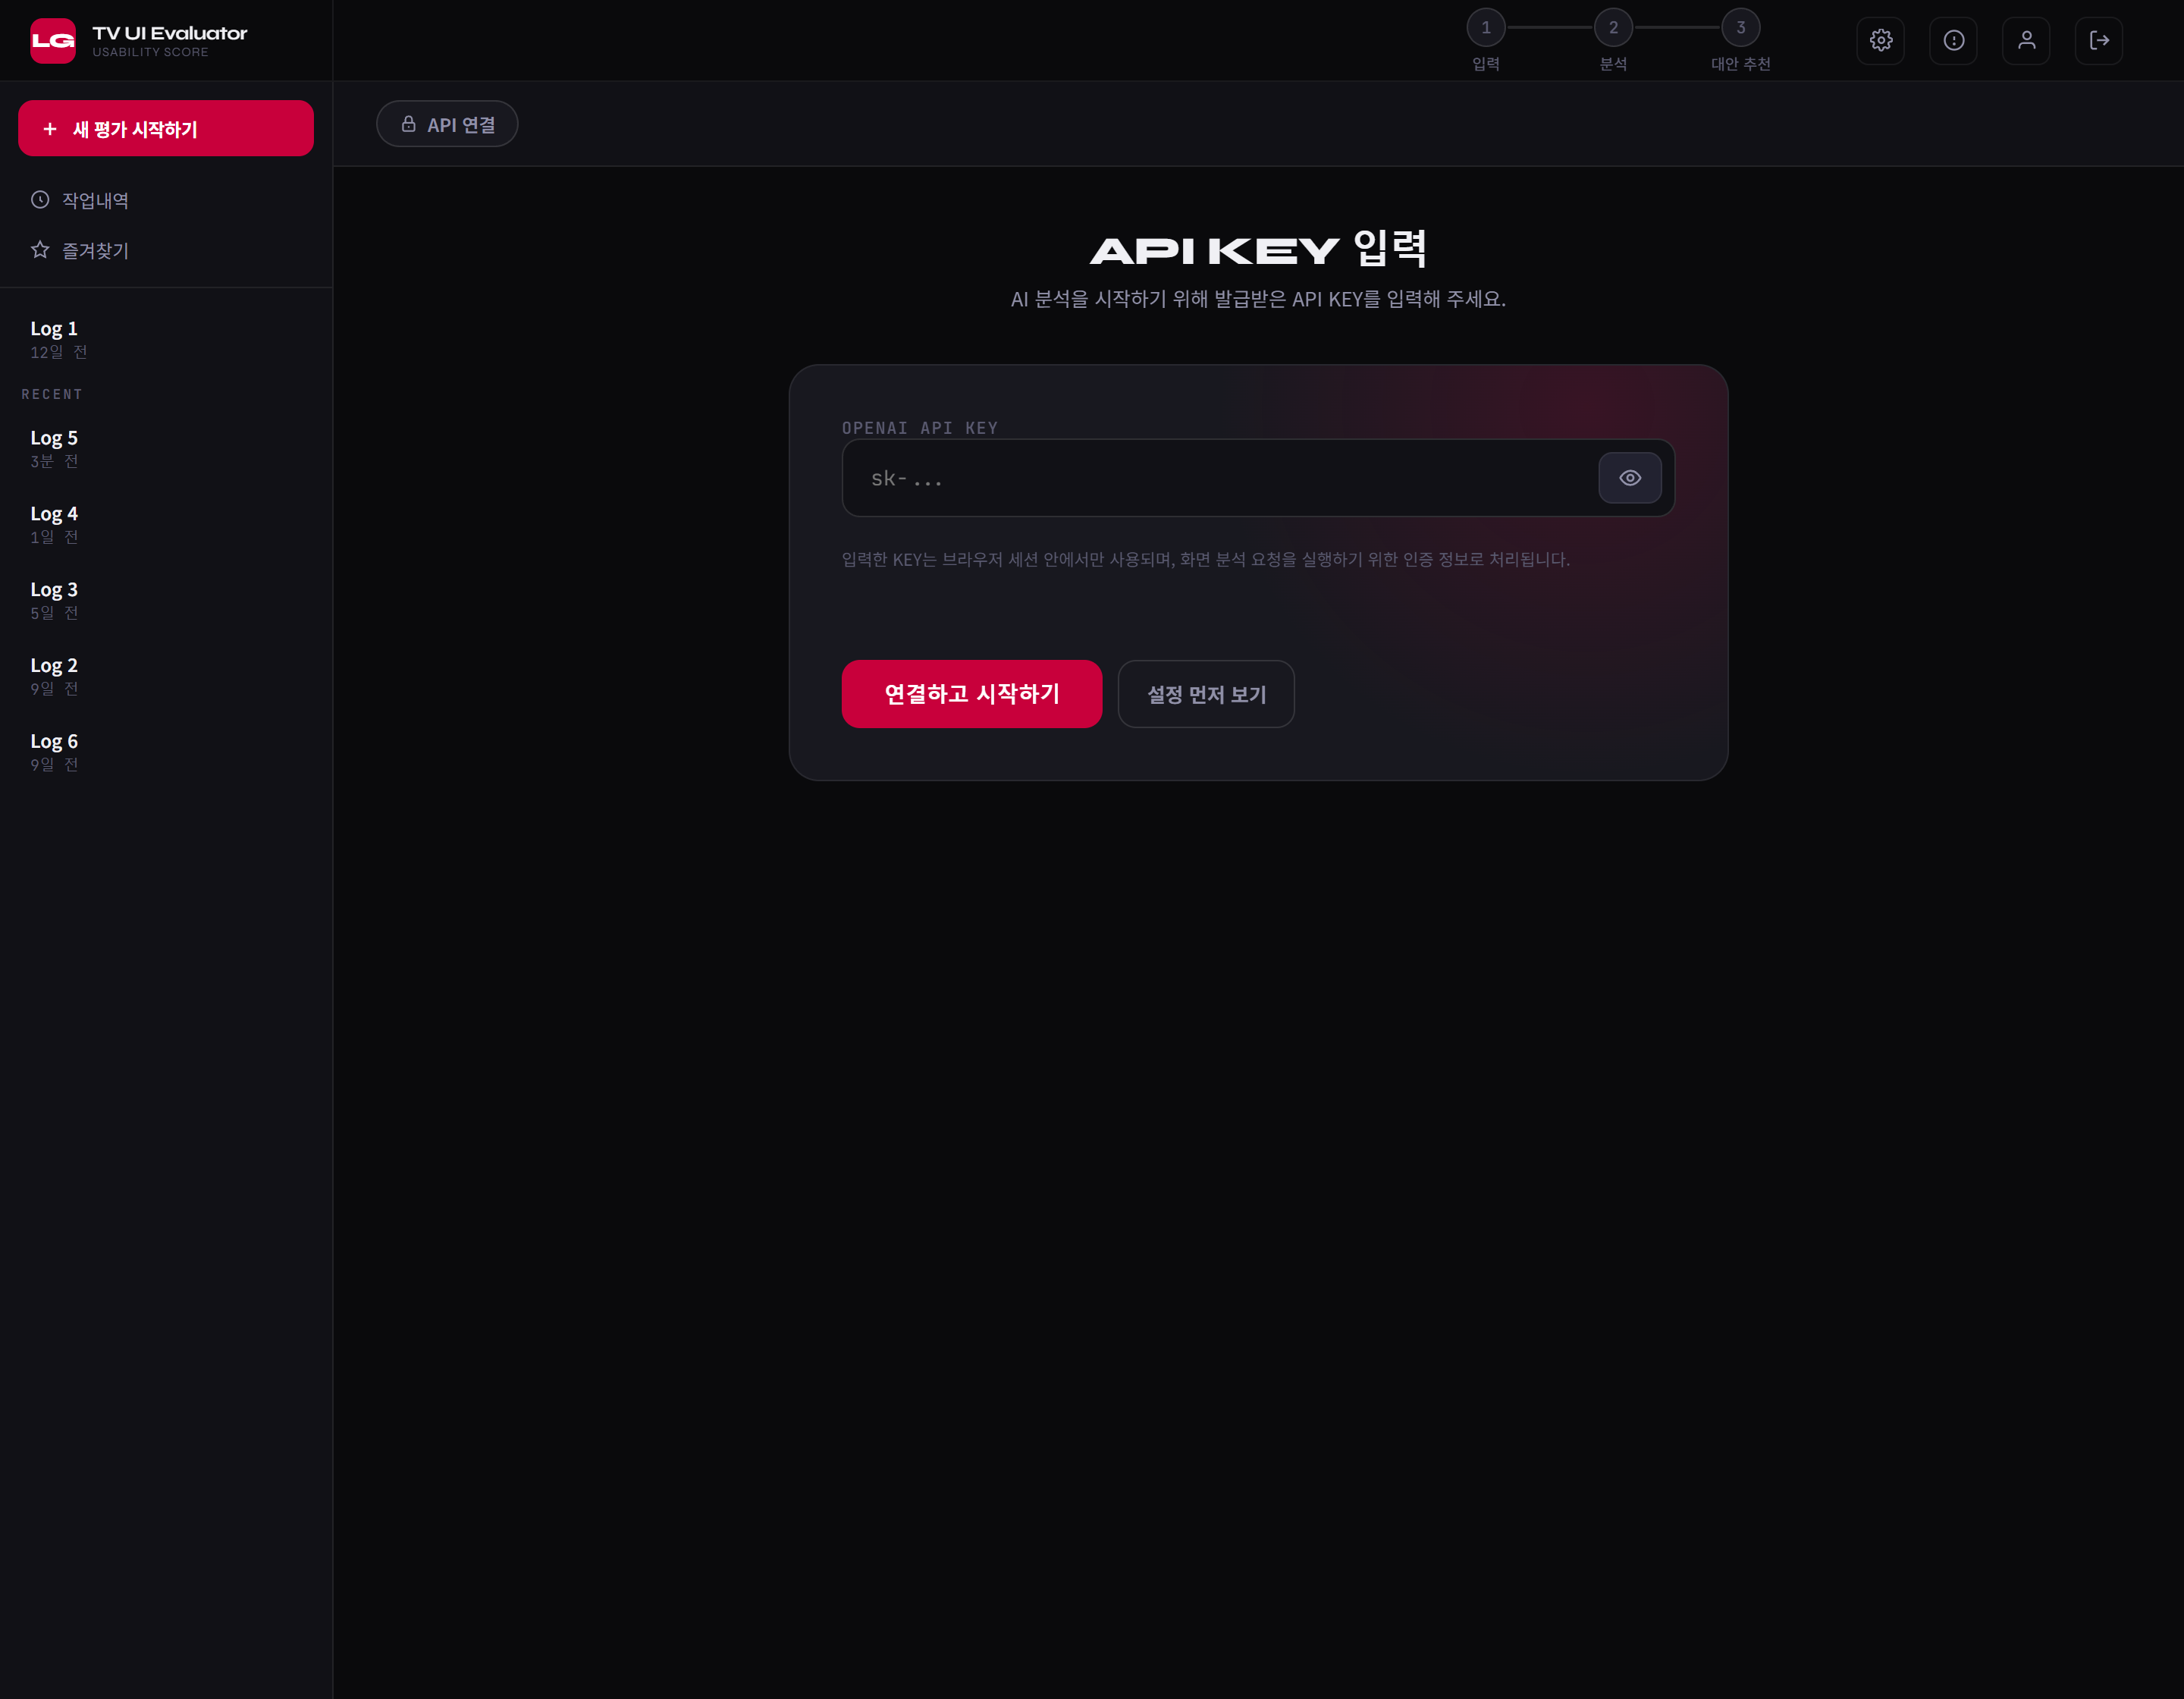 LG
TV UI Evaluator
USABILITY SCORE
1
2
3
입력
분석
대안 추천
새 평가 시작하기
작업내역
즐겨찾기
Log 1
12일 전
RECENT
Log 5
3분 전
Log 4
1일 전
Log 3
5일 전
Log 2
9일 전
Log 6
9일 전
API 연결
API KEY 입력
AI 분석을 시작하기 위해 발급받은 API KEY를 입력해 주세요.
OPENAI API KEY
sk-...
입력한 KEY는 브라우저 세션 안에서만 사용되며, 화면 분석 요청을 실행하기 위한 인증 정보로 처리됩니다.
연결하고 시작하기
설정 먼저 보기